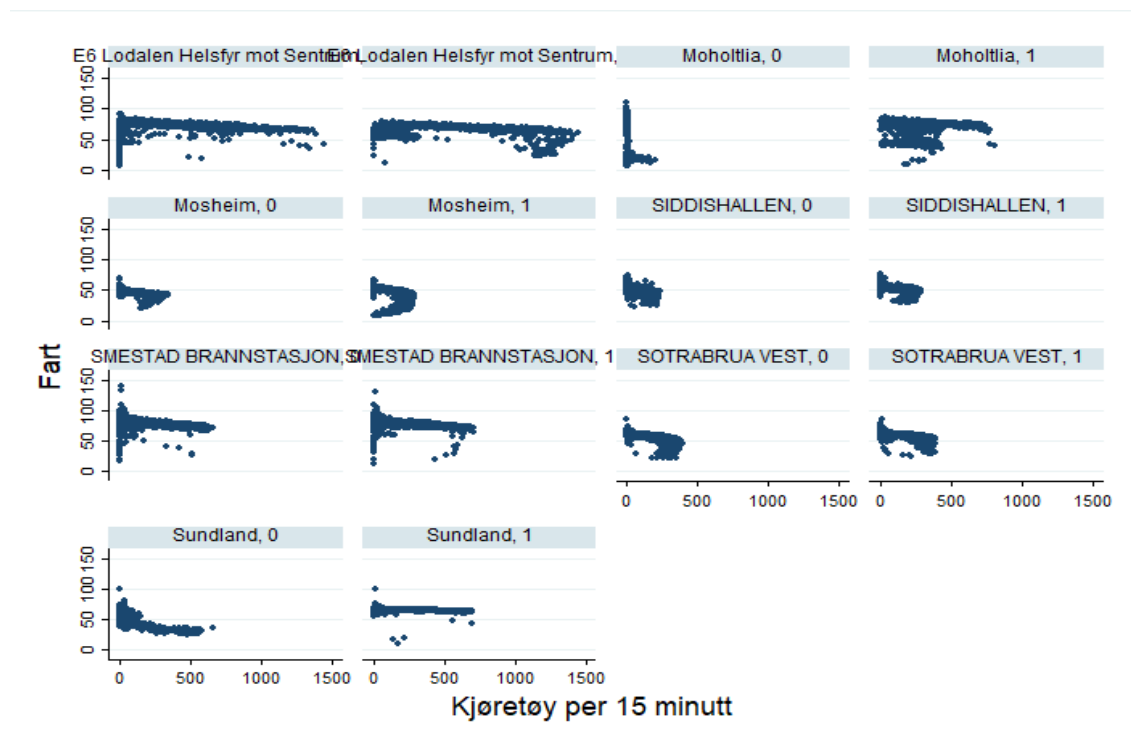 E6 Lodalen Helsfyr mot Sentrum, E6 Lodalen Helsfyr mot Sentrum, Moholtlia, 0 Moholtlia, 1
150
100
50
0
Mosheim, 0 Mosheim, 1 SIDDISHALLEN, 0 SIDDISHALLEN, 1
150
100
50
0
SMESTAD BRANNSTASJON, 0 SMESTAD BRANNSTASJON, 1 SOTRABRUA VEST, 0 SOTRABRUA VEST, 1
Fart
150
100
50
0
0 500 1000 1500 0 500 1000 1500
Sundland, 0 Sundland, 1
150
100
50
0
0 500 1000 1500 0 500 1000 1500
Kjøretøy per 15 minutt